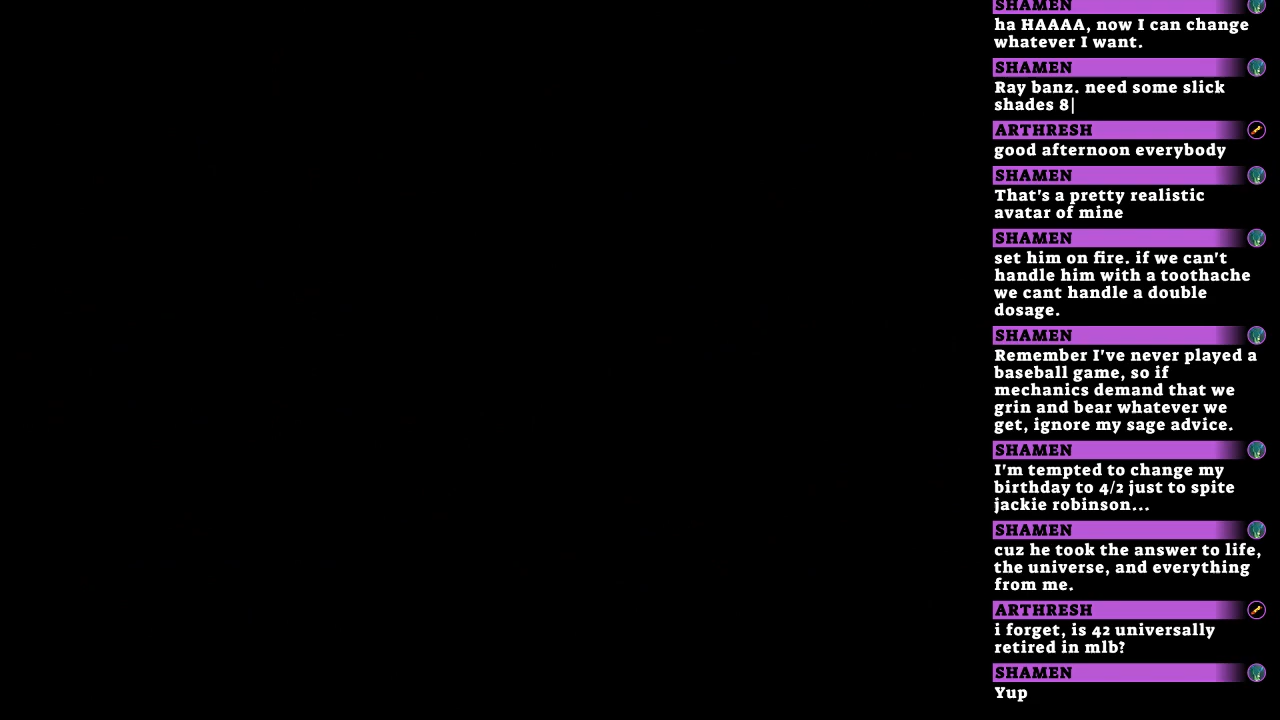 SHAMEN
ha HAAAA, now I can change
whatever I want.
SHAMEN
Ray banz. need some slick
shades 8|
ARTHRESH
good afternoon everybody
SHAMEN
That's a pretty realistic
avatar of mine
SHAMEN
set him on fire. if we can't
handle him with a toothache
we cant handle a double
dosage.
SHAMEN
Remember I've never played a
baseball game, so if
mechanics demand that we
grin and bear whatever we
get, ignore my sage advice.
SHAMEN
I'm tempted to change my
birthday to 4/2 just to spite
jackie robinson...
SHAMEN
cuz he took the answer to life,
the universe, and everything
from me.
ARTHRESH
i forget, is 42 universally
retired in mlb?
SHAMEN
Yup